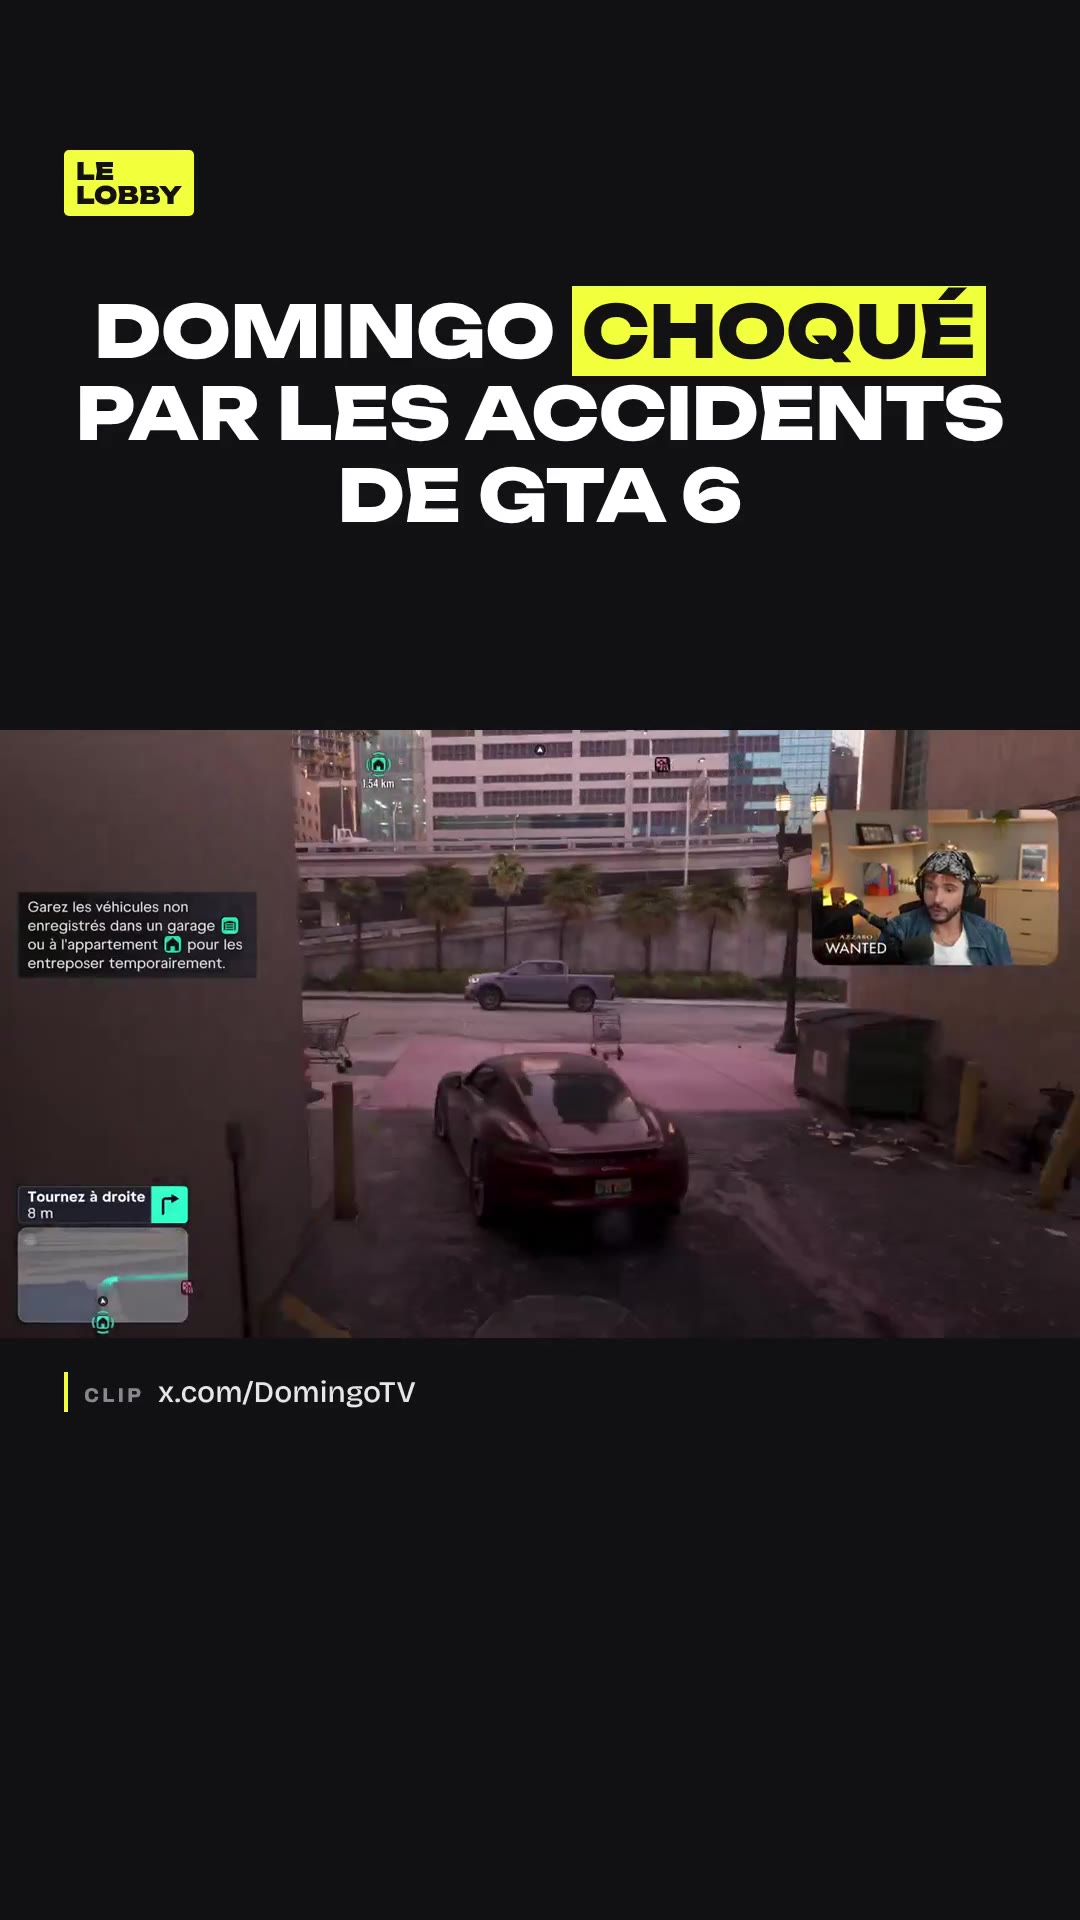 LE
LOBBY
DOMINGO CHOQUÉ
PAR LES ACCIDENTS
DE GTA 6
1.54 km
Garez les véhicules non
enregistrés dans un garage
ou à l'appartement pour les
entreposer temporairement.
AZZARO
WANTED
Tournez à droite
8 m
CLIP x.com/DomingoTV